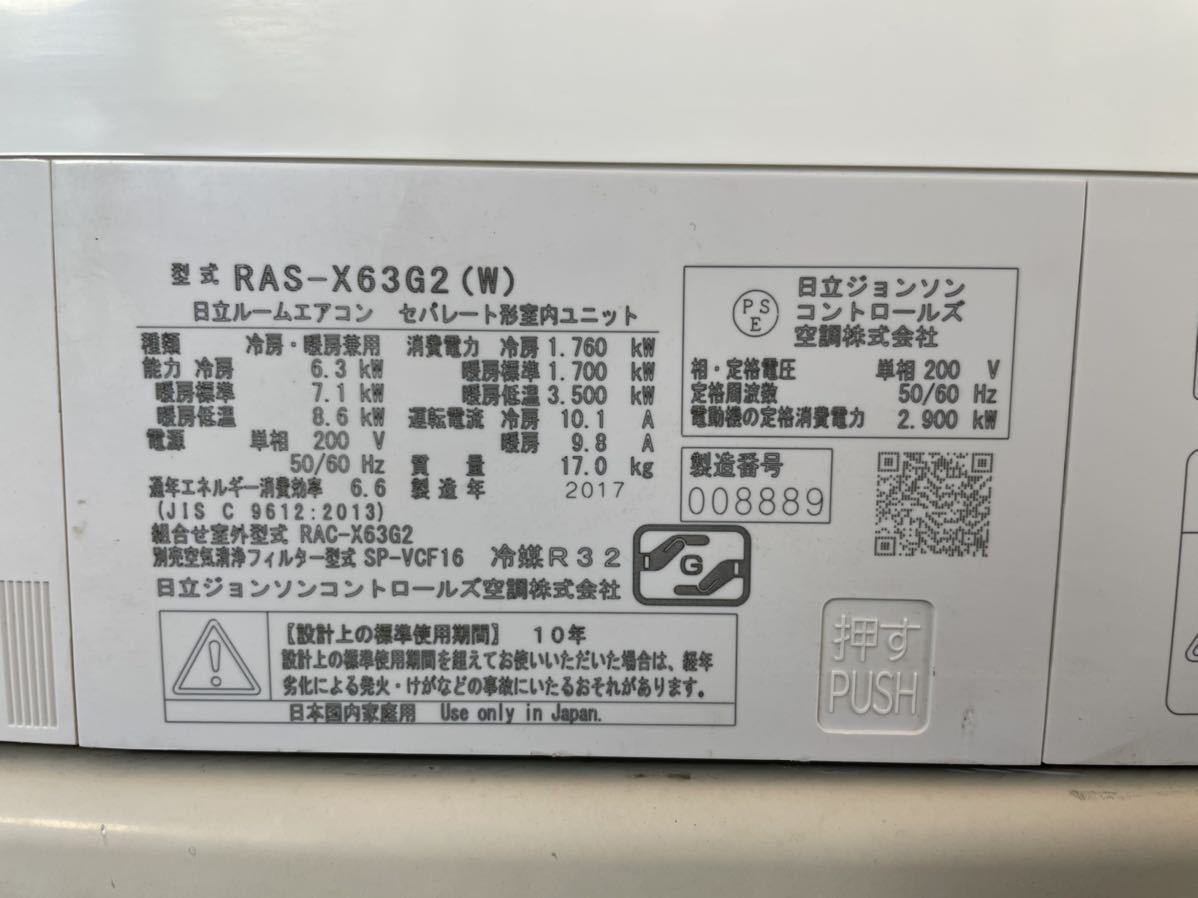 型式 RAS-X63G2(W)
日立ルームエアコン セパレート形室内ユニット
種類 冷房・暖房兼用
能力 冷房 6.3 kW
暖房標準 7.1 kW
暖房低温 8.6 kW
電源 単相 200 V
50/60 Hz
通年エネルギー消費効率 6.6
(JIS C 9612:2013)
消費電力 冷房 1.760 kW
暖房標準 1.700 kW
暖房低温 3.500 kW
運転電流 冷房 10.1 A
暖房 9.8 A
質量 17.0 kg
製造年 2017
組合せ室外型式 RAC-X63G2
別売空気清浄フィルター型式 SP-VCF16
冷媒R32
日立ジョンソンコントロールズ空調株式会社
G
【設計上の標準使用期間】 10年
設計上の標準使用期間を超えてお使いいただいた場合は、経年
劣化による発火・けがなどの事故にいたるおそれがあります。
日本国内家庭用 Use only in Japan.
PS
E
日立ジョンソン
コントロールズ
空調株式会社
相・定格電圧 単相 200 V
定格周波数 50/60 Hz
電動機の定格消費電力 2.900 kW
製造番号
008889
押す
PUSH